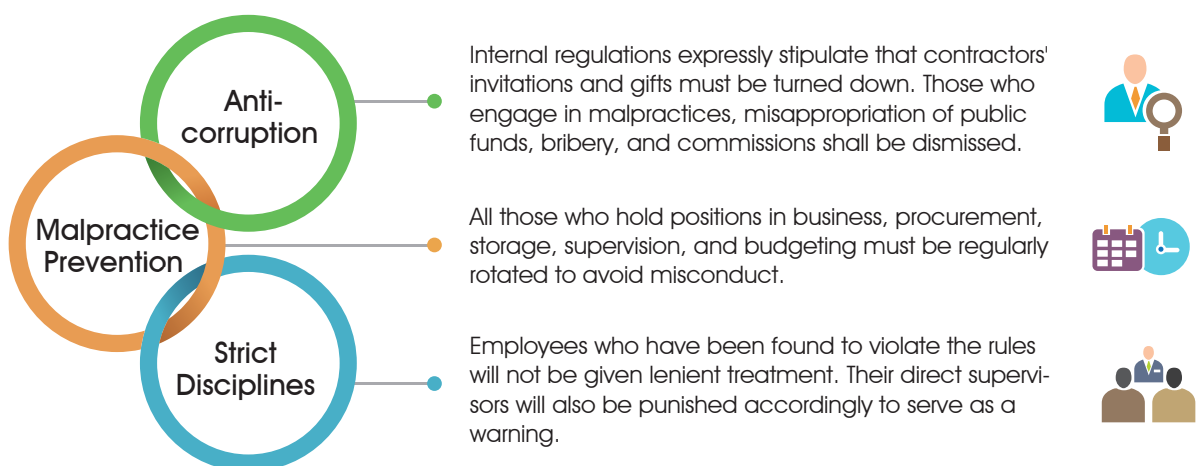 Anti-
corruption
Internal regulations expressly stipulate that contractors'
invitations and gifts must be turned down. Those who
engage in malpractices, misappropriation of public
funds, bribery, and commissions shall be dismissed.
Malpractice
Prevention
All those who hold positions in business, procurement,
storage, supervision, and budgeting must be regularly
rotated to avoid misconduct.
Strict
Disciplines
Employees who have been found to violate the rules
will not be given lenient treatment. Their direct supervi-
sors will also be punished accordingly to serve as a
warning.